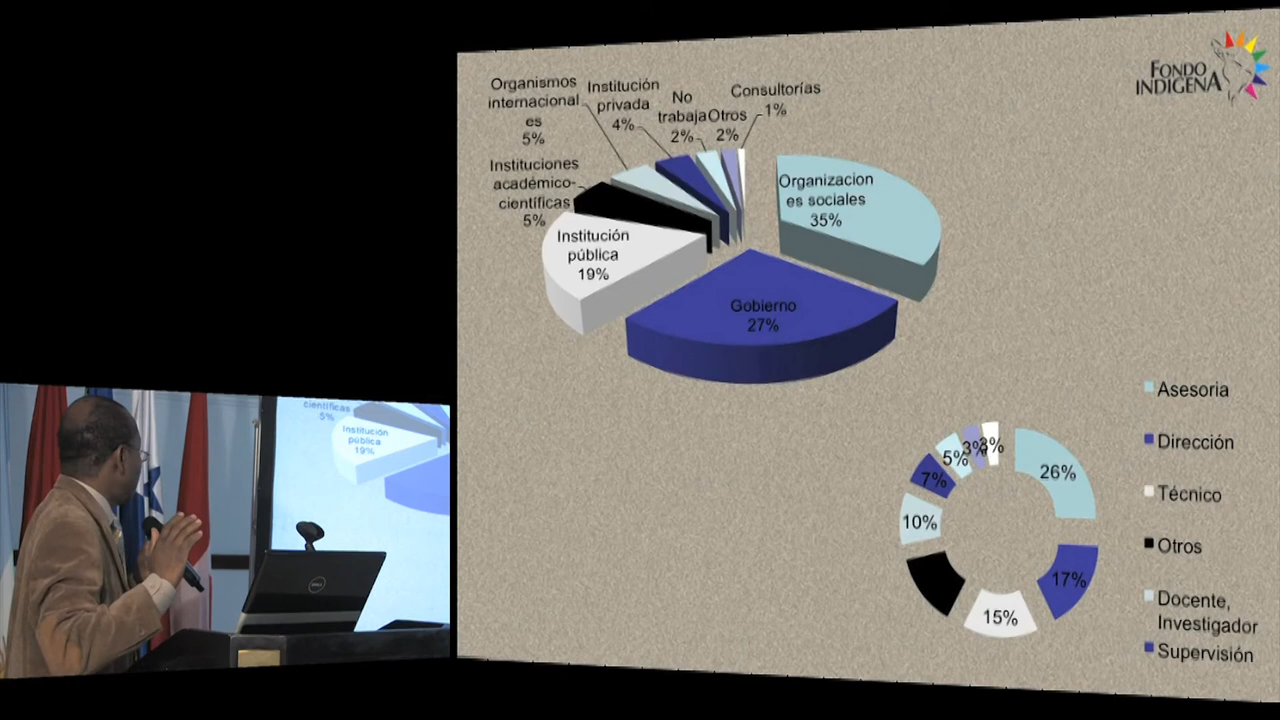 FONDO
INDÍGENA
Organismos
internacional
es
5%
Institución
privada
4%
No
trabaja
2%
Otros
2%
Consultorías
1%
Instituciones
académico-
científicas
5%
Organizacion
es sociales
35%
Institución
pública
19%
Gobierno
27%
26%
17%
15%
10%
7%
5%
3%
3%
Asesoria
Dirección
Técnico
Otros
Docente,
Investigador
Supervisión
científicas
5%
Institución
pública
19%
DELL